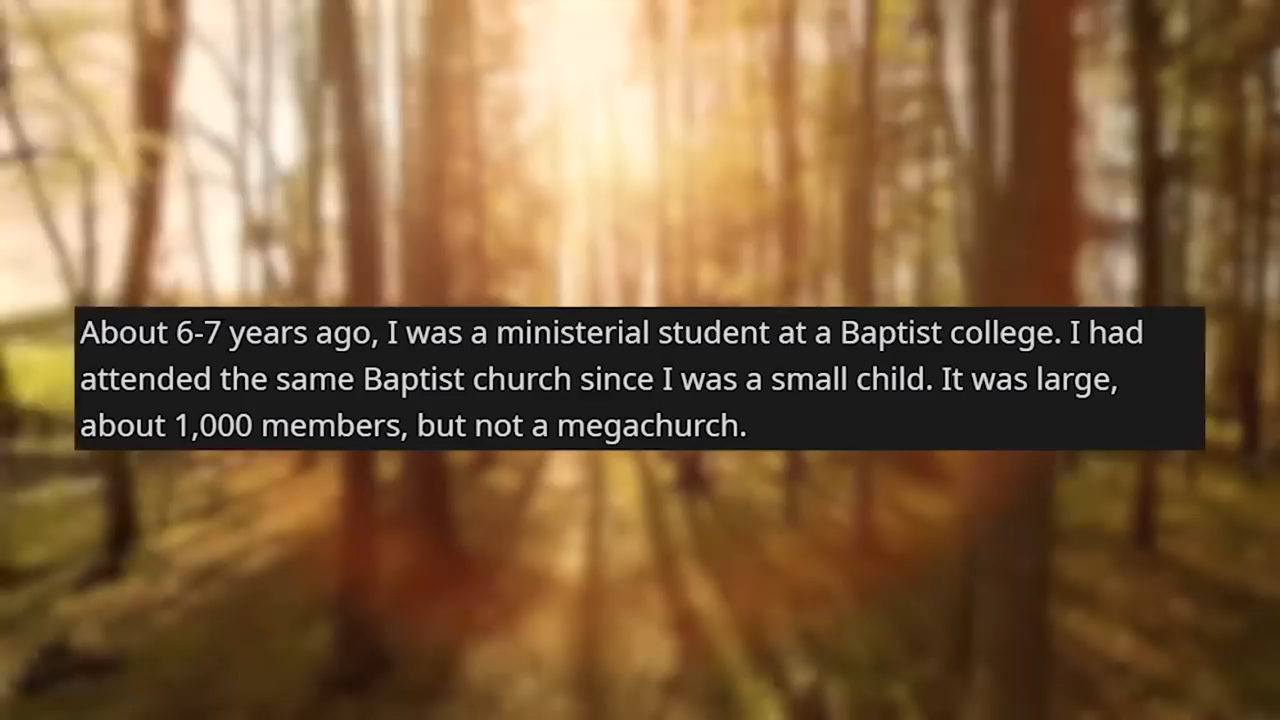 About 6-7 years ago, I was a ministerial student at a Baptist college. I had
attended the same Baptist church since I was a small child. It was large,
about 1,000 members, but not a megachurch.